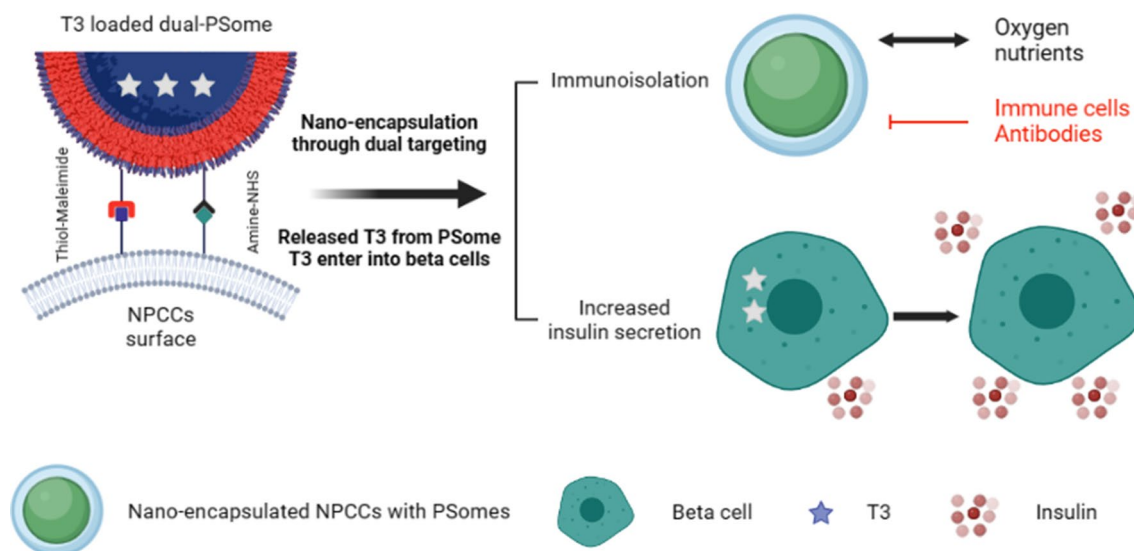 T3 loaded dual-PSome
Thiol-Maleimide
Amine-NHS
NPCCs
surface
Nano-encapsulation
through dual targeting
Released T3 from PSome
T3 enter into beta cells
Immunoisolation
Oxygen
nutrients
Immune cells
Antibodies
Increased
insulin secretion
Nano-encapsulated NPCCs with PSomes
Beta cell
T3
Insulin